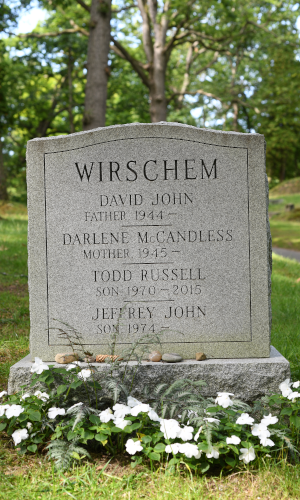 WIRSCHEM
DAVID JOHN
FATHER 1944 –
DARLENE McCANDLESS
MOTHER 1945 –
TODD RUSSELL
SON 1970 – 2015
JEFFREY JOHN
SON 1974 –